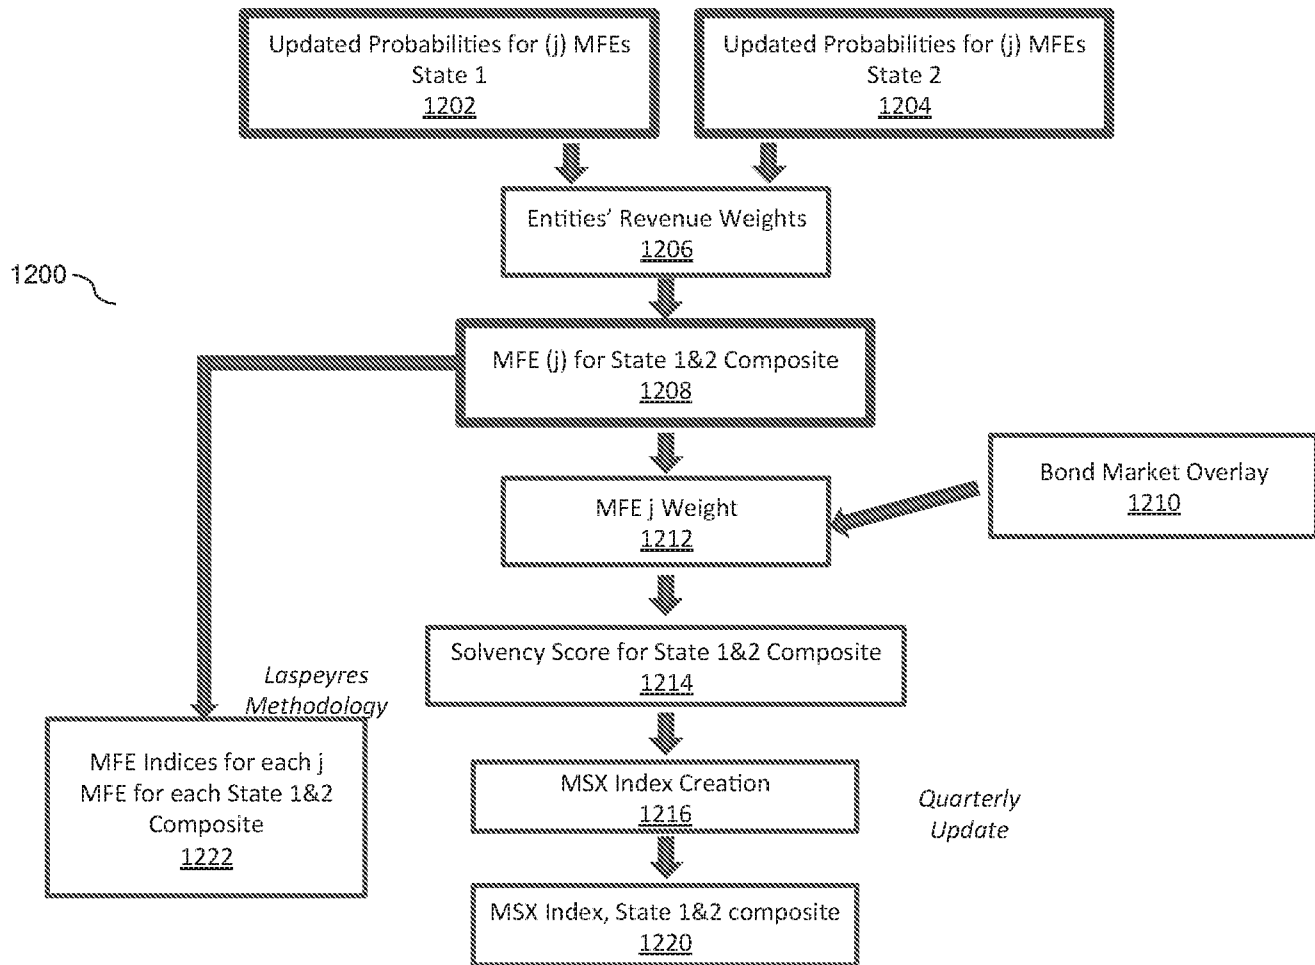 Updated Probabilities for (j) MFEs
State 1
1202
Updated Probabilities for (j) MFEs
State 2
1204
Entities' Revenue Weights
1206
1200
MFE (j) for State 1&2 Composite
1208
Bond Market Overlay
1210
MFE j Weight
1212
Solvency Score for State 1&2 Composite
1214
Laspeyres
Methodology
MFE Indices for each j
MFE for each State 1&2
Composite
1222
MSX Index Creation
1216
Quarterly
Update
MSX Index, State 1&2 composite
1220